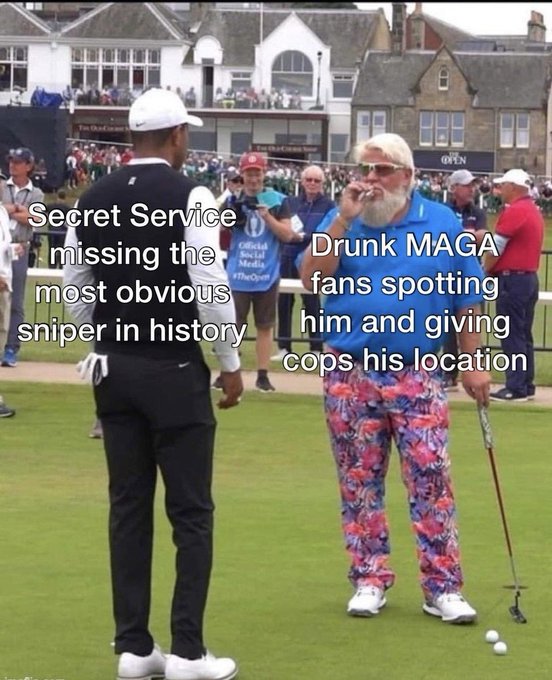 Secret Service
missing the
most obvious
sniper in history
Drunk MAGA
fans spotting
him and giving
cops his location
Official
Social
Media
#TheOpen
OPEN